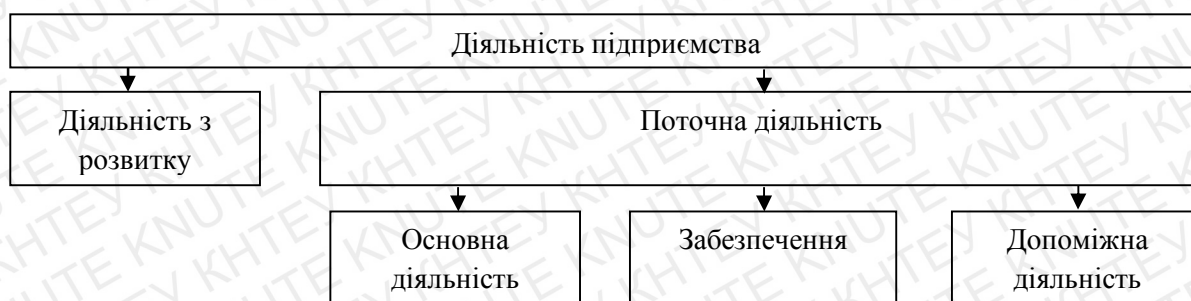 Діяльність підприємства
Діяльність з
розвитку
Поточна діяльність
Основна
діяльність
Забезпечення
Допоміжна
діяльність